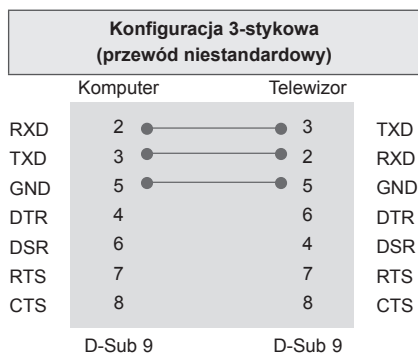 Konfiguracja 3-stykowa
(przewód niestandardowy)
Komputer Telewizor
RXD 2 3 TXD
TXD 3 2 RXD
GND 5 5 GND
DTR 4 6 DTR
DSR 6 4 DSR
RTS 7 7 RTS
CTS 8 8 CTS
D-Sub 9 D-Sub 9